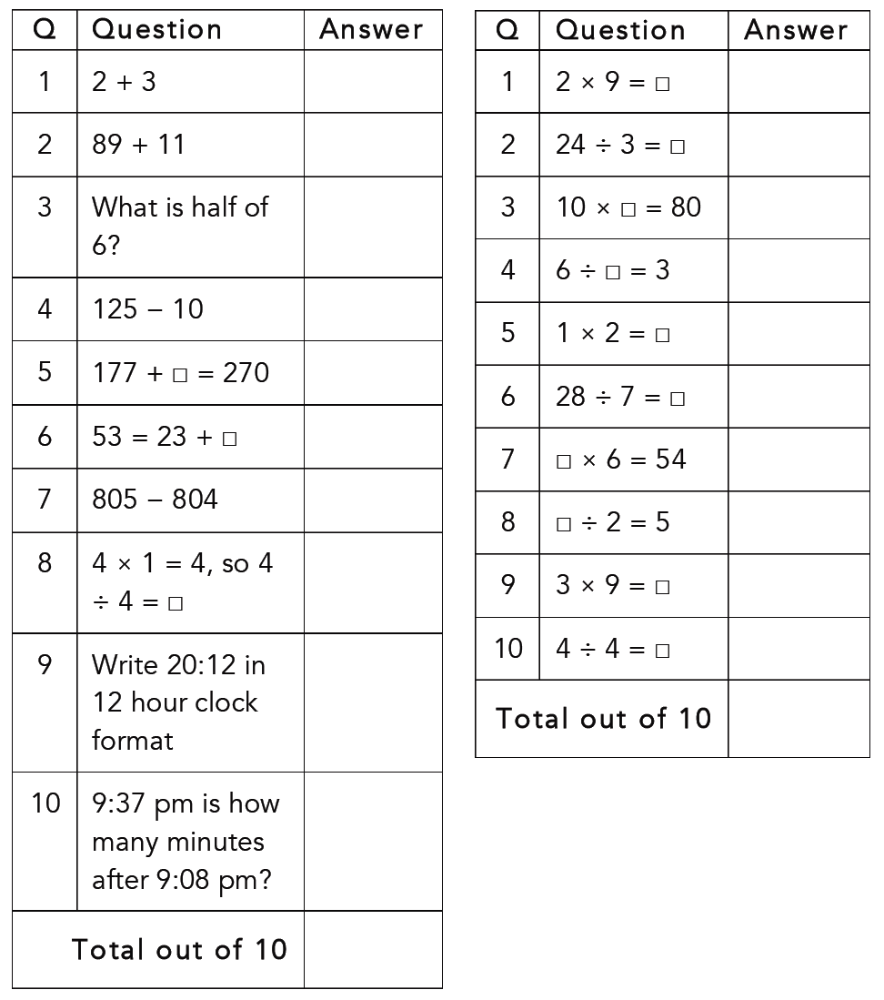 Q Question Answer
1 2 + 3
2 89 + 11
3 What is half of
6?
4 125 – 10
5 177 + □ = 270
6 53 = 23 + □
7 805 – 804
8 4 × 1 = 4, so 4
÷ 4 = □
9 Write 20:12 in
12 hour clock
format
10 9:37 pm is how
many minutes
after 9:08 pm?
Total out of 10
Q Question Answer
1 2 × 9 = □
2 24 ÷ 3 = □
3 10 × □ = 80
4 6 ÷ □ = 3
5 1 × 2 = □
6 28 ÷ 7 = □
7 □ × 6 = 54
8 □ ÷ 2 = 5
9 3 × 9 = □
10 4 ÷ 4 = □
Total out of 10